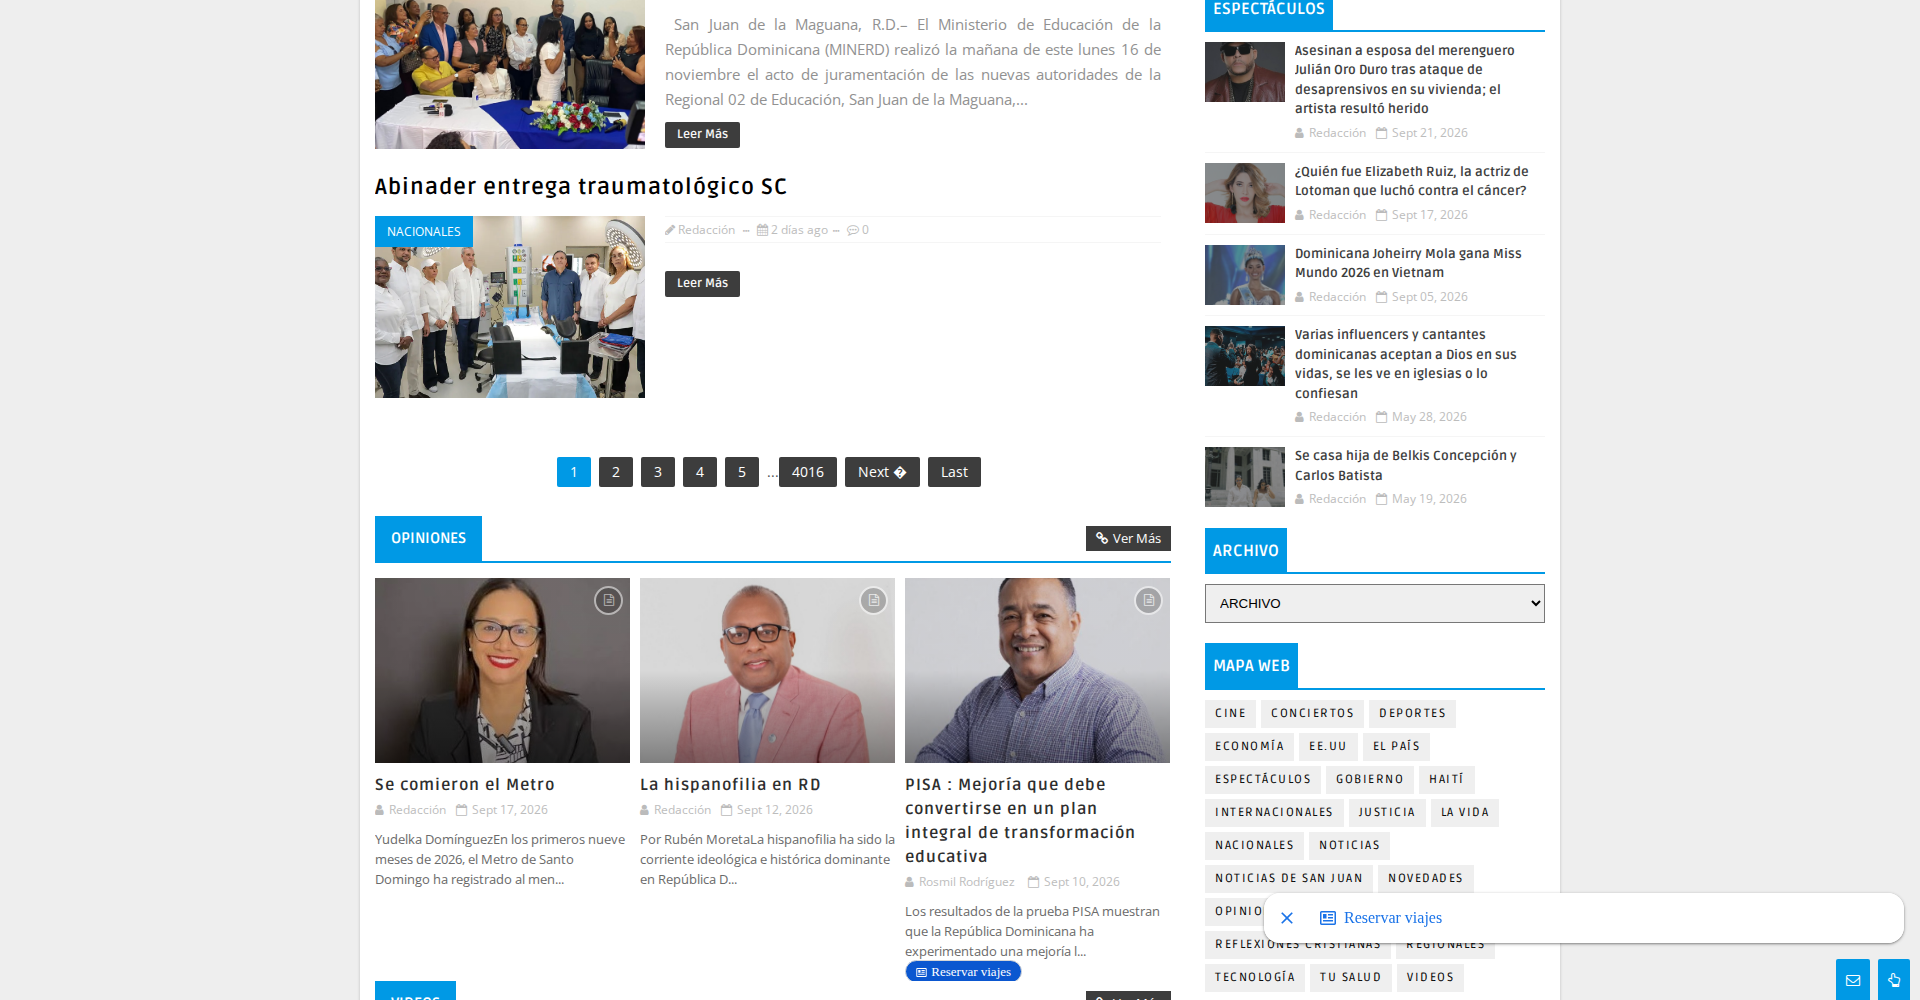 San Juan de la Maguana, R.D.– El Ministerio de Educación de la
República Dominicana (MINERD) realizó la mañana de este lunes 16 de
noviembre el acto de juramentación de las nuevas autoridades de la
Regional 02 de Educación, San Juan de la Maguana,...
Leer Más
Abinader entrega traumatológico SC
NACIONALES
Redacción – 2 días ago – 0
Leer Más
1 2 3 4 5 ... 4016 Next � Last
OPINIONES
Ver Más
Se comieron el Metro
Redacción Sept 17, 2026
Yudelka DomínguezEn los primeros nueve
meses de 2026, el Metro de Santo
Domingo ha registrado al men...
La hispanofilia en RD
Redacción Sept 12, 2026
Por Rubén MoretaLa hispanofilia ha sido la
corriente ideológica e histórica dominante
en República D...
PISA : Mejoría que debe
convertirse en un plan
integral de transformación
educativa
Rosmil Rodríguez Sept 10, 2026
Los resultados de la prueba PISA muestran
que la República Dominicana ha
experimentado una mejoría l...
Reservar viajes
VIDEOS
Ver Más
ESPECTÁCULOS
Asesinan a esposa del merenguero
Julián Oro Duro tras ataque de
desaprensivos en su vivienda; el
artista resultó herido
Redacción Sept 21, 2026
¿Quién fue Elizabeth Ruiz, la actriz de
Lotoman que luchó contra el cáncer?
Redacción Sept 17, 2026
Dominicana Joheirry Mola gana Miss
Mundo 2026 en Vietnam
Redacción Sept 05, 2026
Varias influencers y cantantes
dominicanas aceptan a Dios en sus
vidas, se les ve en iglesias o lo
confiesan
Redacción May 28, 2026
Se casa hija de Belkis Concepción y
Carlos Batista
Redacción May 19, 2026
ARCHIVO
ARCHIVO
MAPA WEB
CINE CONCIERTOS DEPORTES
ECONOMÍA EE.UU EL PAÍS
ESPECTÁCULOS GOBIERNO HAITÍ
INTERNACIONALES JUSTICIA LA VIDA
NACIONALES NOTICIAS
NOTICIAS DE SAN JUAN NOVEDADES
OPINIO
Reservar viajes
REFLEXIONES CRISTIANAS REGIONALES
TECNOLOGÍA TU SALUD VIDEOS